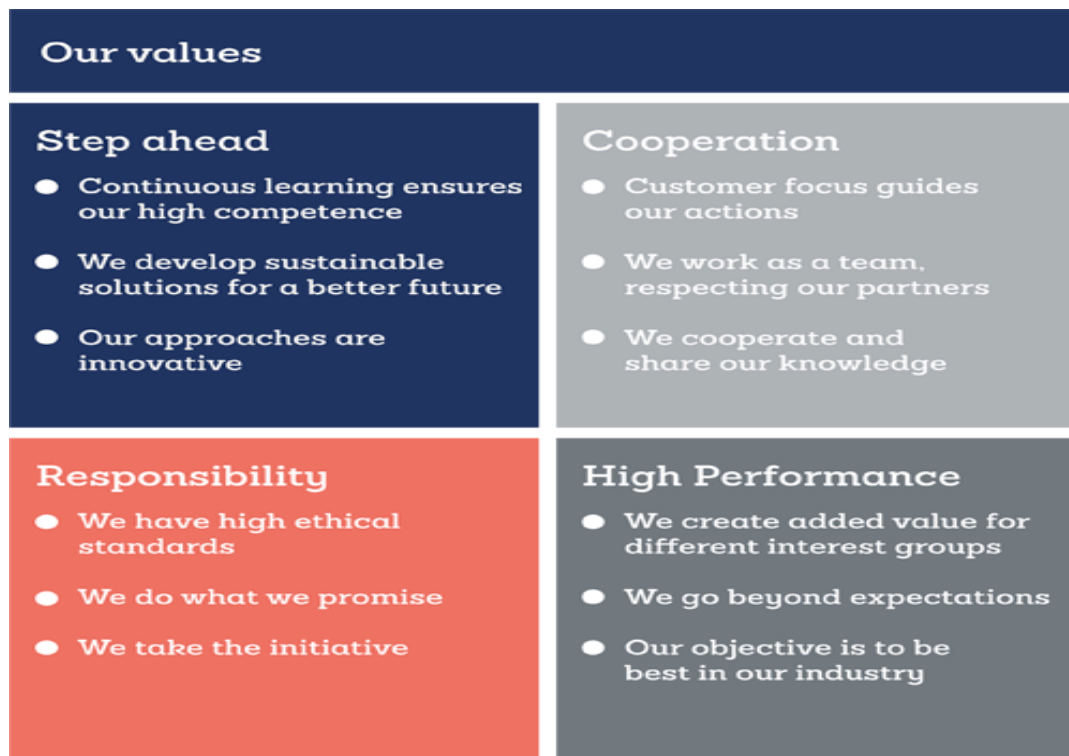 Our values
Step ahead
Continuous learning ensures
our high competence
We develop sustainable
solutions for a better future
Our approaches are
innovative
Cooperation
Customer focus guides
our actions
We work as a team,
respecting our partners
We cooperate and
share our knowledge
Responsibility
We have high ethical
standards
We do what we promise
We take the initiative
High Performance
We create added value for
different interest groups
We go beyond expectations
Our objective is to be
best in our industry